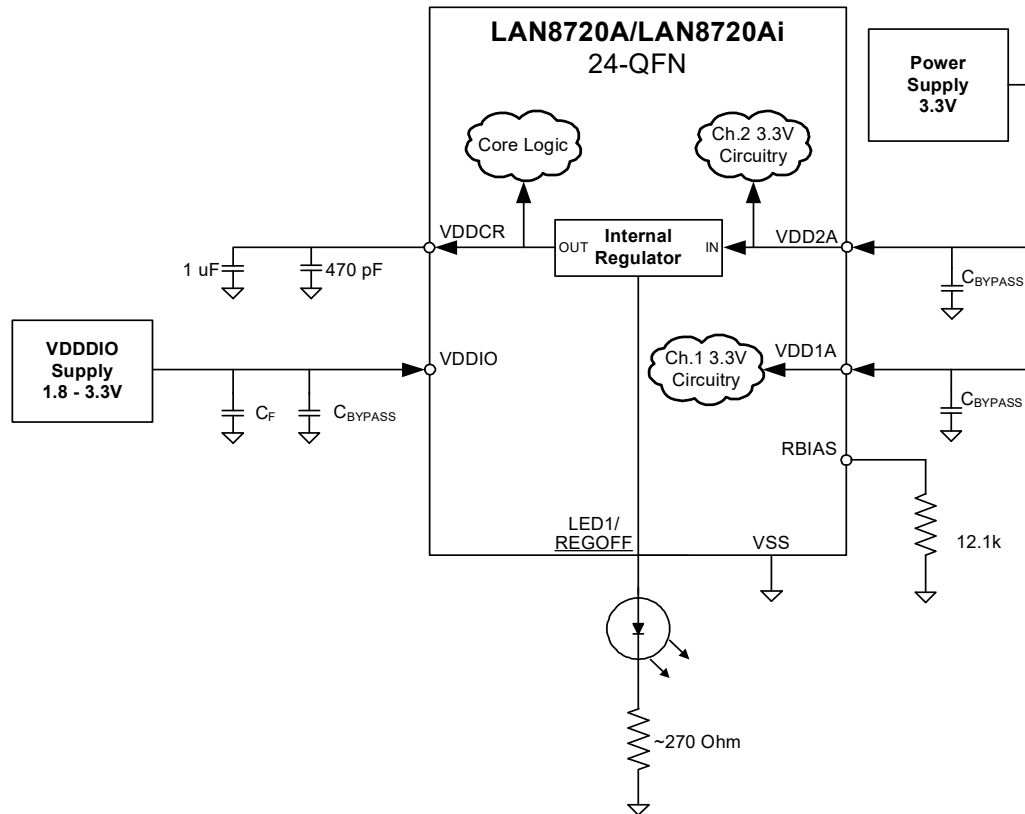 LAN8720A/LAN8720Ai
24-QFN
Power
Supply
3.3V
Core Logic
Ch.2 3.3V
Circuitry
VDDCR
OUT
Internal
Regulator
IN
VDD2A
1 uF
470 pF
CBYPASS
VDDDIO
Supply
1.8 - 3.3V
VDDIO
CF
CBYPASS
Ch.1 3.3V
Circuitry
VDD1A
CBYPASS
RBIAS
12.1k
LED1/
REGOFF
VSS
~270 Ohm